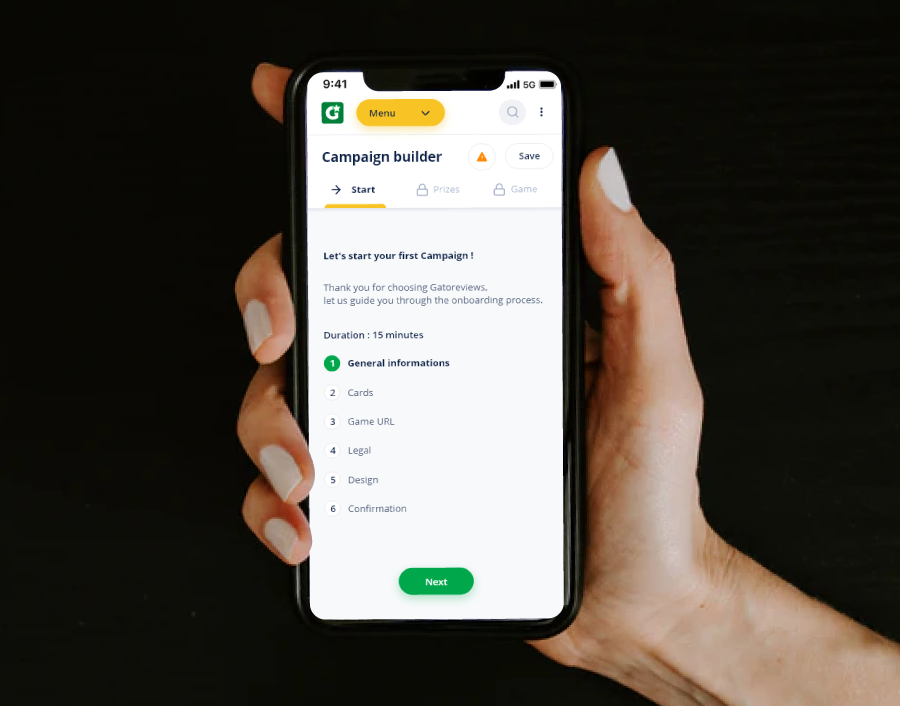 9:41 5G
G
Menu
Campaign builder Save
Start Prizes Game
Let's start your first Campaign !
Thank you for choosing Gatoreviews.
let us guide you through the onboarding process.
Duration : 15 minutes
1 General informations
2 Cards
3 Game URL
4 Legal
5 Design
6 Confirmation
Next